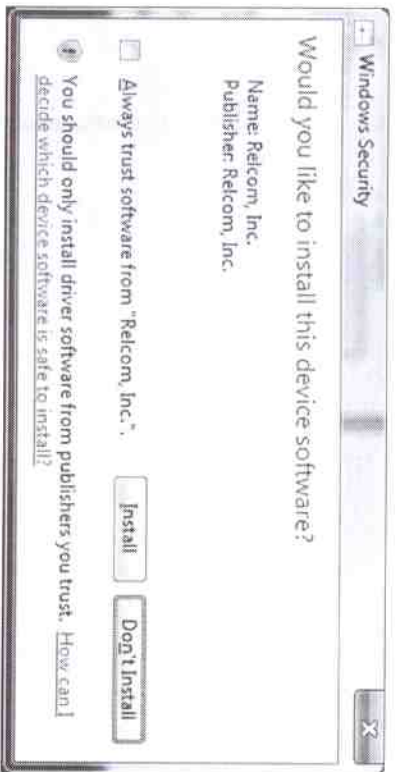 Windows Security
Would you like to install this device software?
Name: Relcom, Inc.
Publisher: Relcom, Inc.
Always trust software from "Relcom, Inc.".
Install
Don't Install
You should only install driver software from publishers you trust. How can I
decide which device software is safe to install?